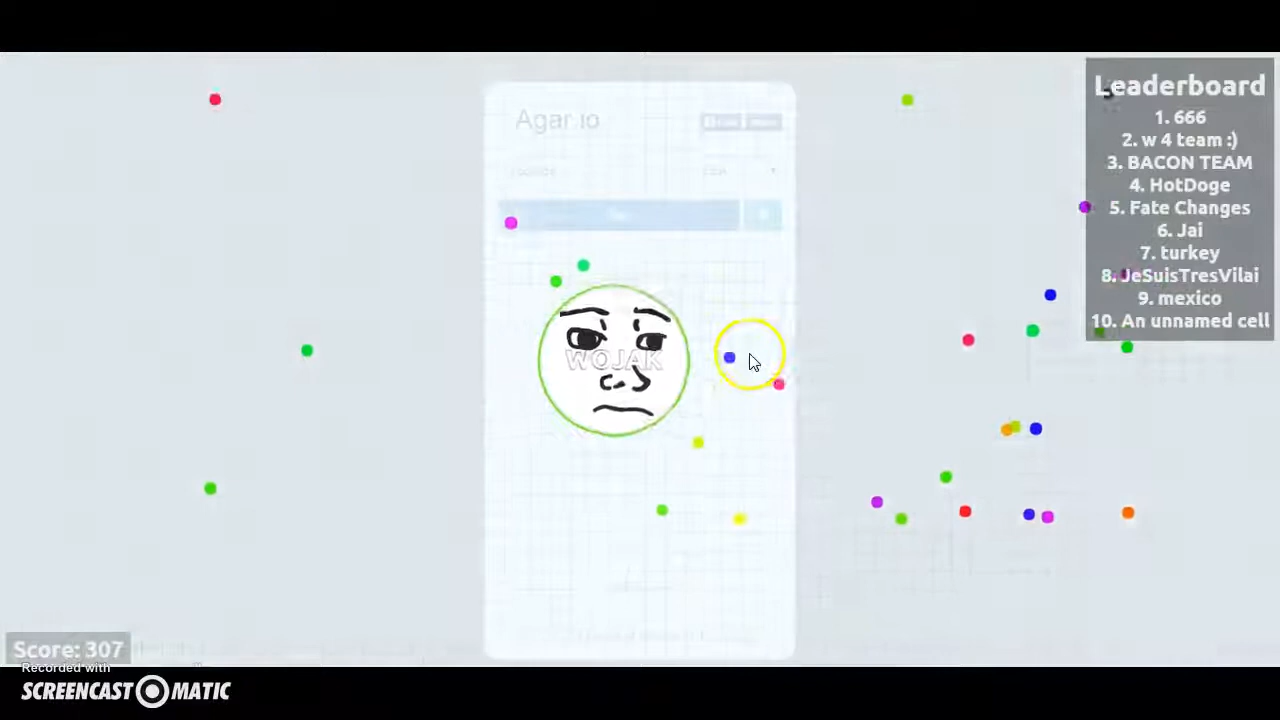 Leaderboard
1. 666
2. w 4 team :)
3. BACON TEAM
4. HotDoge
5. Fate Changes
6. Jai
7. turkey
8. JeSuisTresVilai
9. mexico
10. An unnamed cell
Agar.io
WOJAK
Score: 307
Recorded with
SCREENCAST MATIC